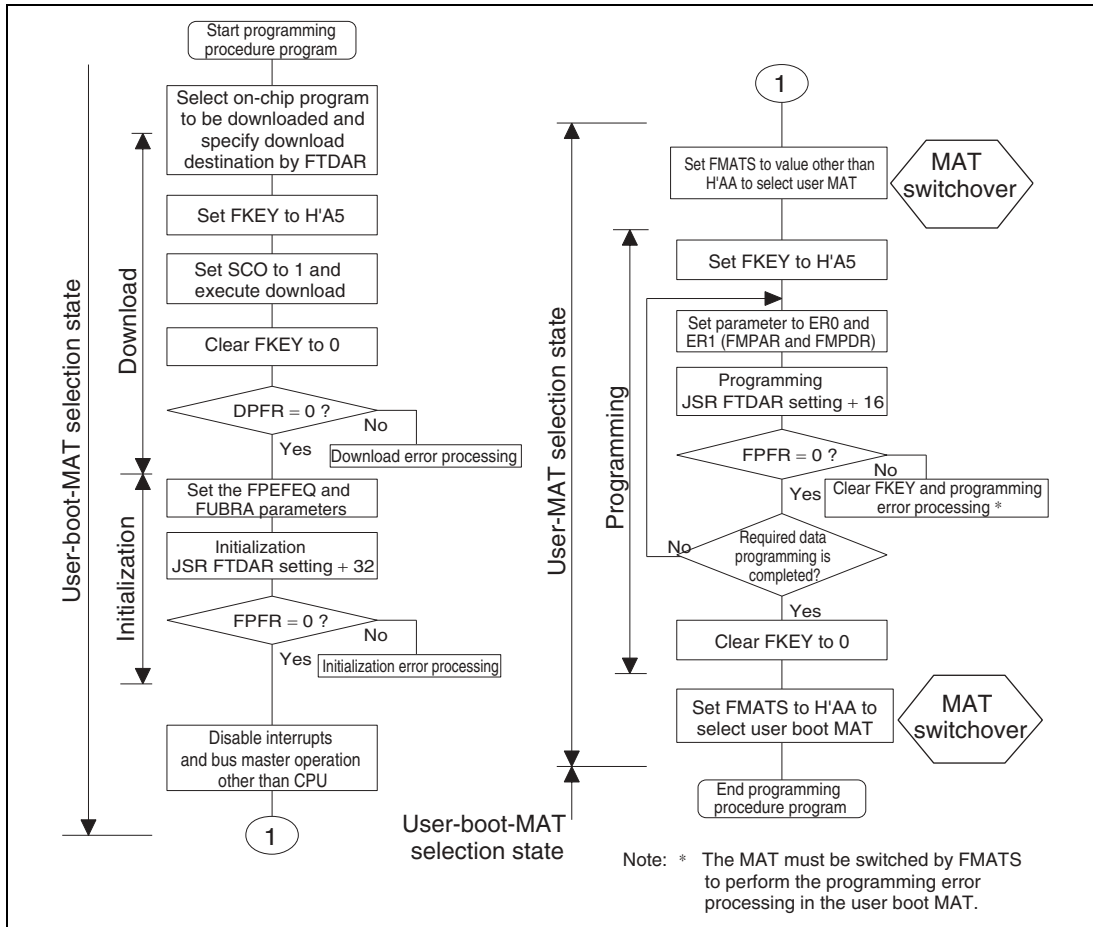 Start programming
procedure program
Select on-chip program
to be downloaded and
specify download
destination by FTDAR
Set FKEY to H'A5
Set SCO to 1 and
execute download
Clear FKEY to 0
DPFR = 0 ?
No
Yes
Download error processing
Set the FPEFEQ and
FUBRA parameters
Initialization
JSR FTDAR setting + 32
FPFR = 0 ?
No
Yes
Initialization error processing
Disable interrupts
and bus master operation
other than CPU
1
User-boot-MAT selection state
Download
Initialization
1
Set FMATS to value other than
H'AA to select user MAT
MAT
switchover
Set FKEY to H'A5
Set parameter to ER0 and
ER1 (FMPAR and FMPDR)
Programming
JSR FTDAR setting + 16
FPFR = 0 ?
No
Yes
Clear FKEY and programming
error processing *
Required data
programming is
completed?
No
Yes
Clear FKEY to 0
Set FMATS to H'AA to
select user boot MAT
MAT
switchover
End programming
procedure program
User-MAT selection state
Programming
User-boot-MAT
selection state
Note: * The MAT must be switched by FMATS
to perform the programming error
processing in the user boot MAT.